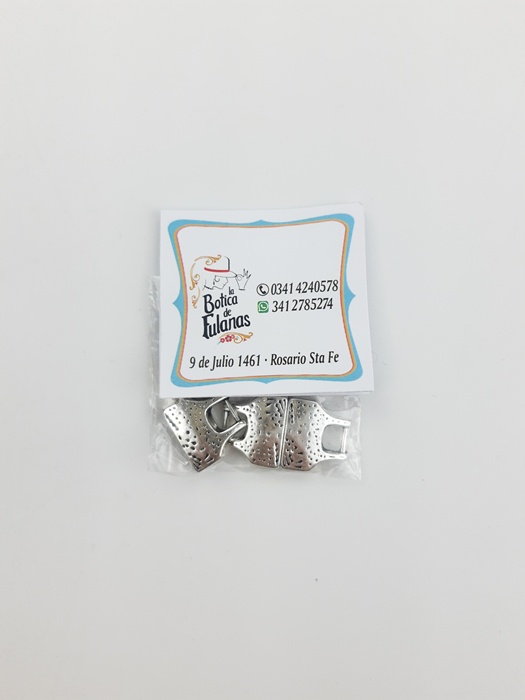 la
Botica
de
Fulanas
0341 4240578
341 2785274
9 de Julio 1461 · Rosario Sta Fe